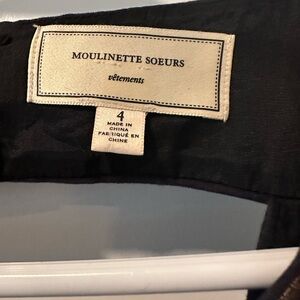 MOULINETTE SOEURS
vêtements
4
MADE IN
CHINA
FABRIQUÉ EN
CHINE